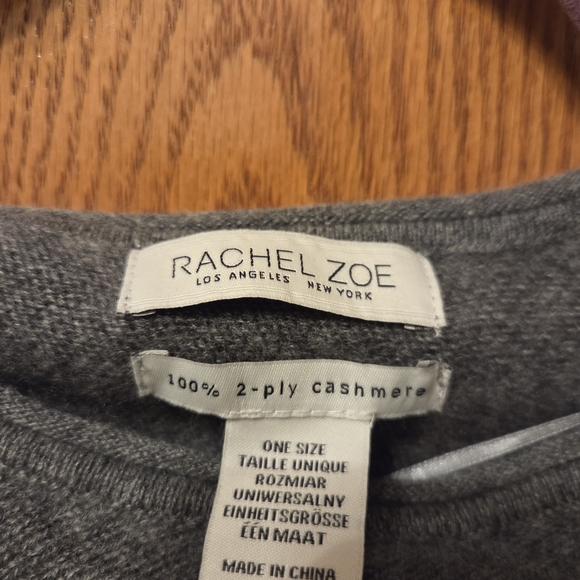 RACHEL ZOE
LOS ANGELES NEW YORK
100% 2-ply cashmere
ONE SIZE
TAILLE UNIQUE
ROZMIAR
UNIWERSALNY
EINHEITSGRÖSSE
ÉÉN MAAT
MADE IN CHINA